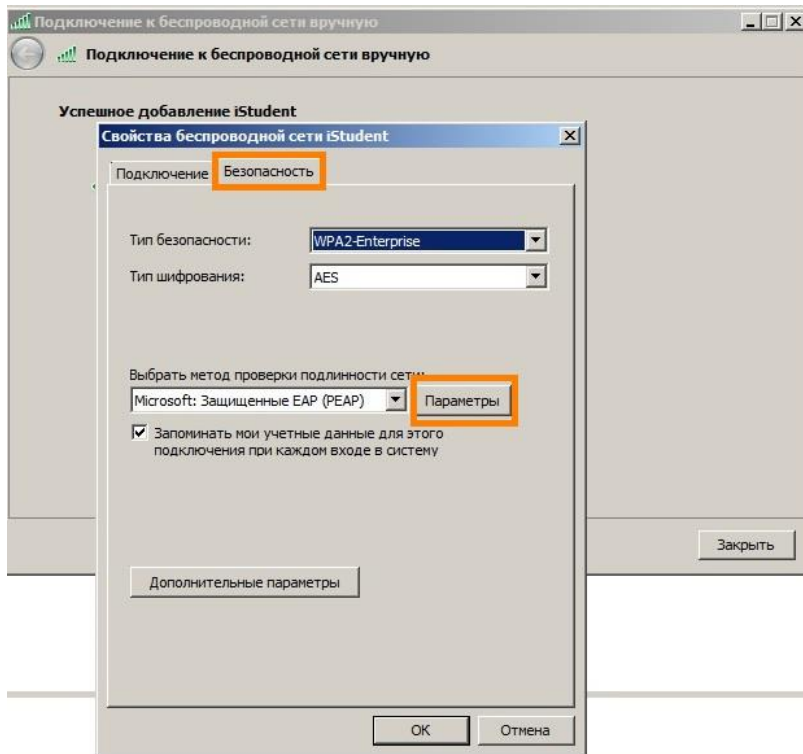 Подключение к беспроводной сети вручную
Подключение к беспроводной сети вручную
Успешное добавление iStudent
Свойства беспроводной сети iStudent
Подключение
Безопасность
Тип безопасности:
WPA2-Enterprise
Тип шифрования:
AES
Выбрать метод проверки подлинности сети:
Microsoft: Защищенные EAP (PEAP)
Параметры
Запоминать мои учетные данные для этого
подключения при каждом входе в систему
Закрыть
Дополнительные параметры
OK
Отмена